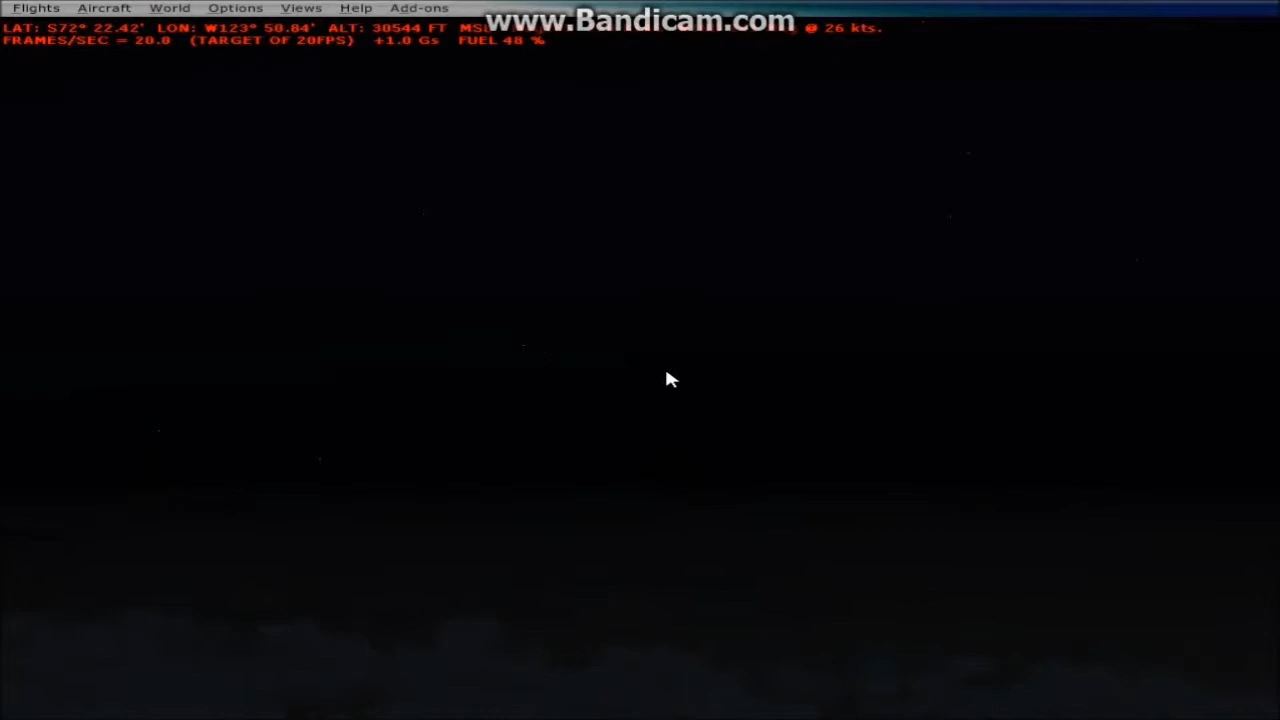 Flights Aircraft World Options Views Help Add-ons
www.Bandicam.com
LAT: S72° 22.42' LON: W123° 50.84' ALT: 30544 FT MSL @ 26 kts.
FRAMES/SEC = 20.0 (TARGET OF 20FPS) +1.0 Gs FUEL 48 %